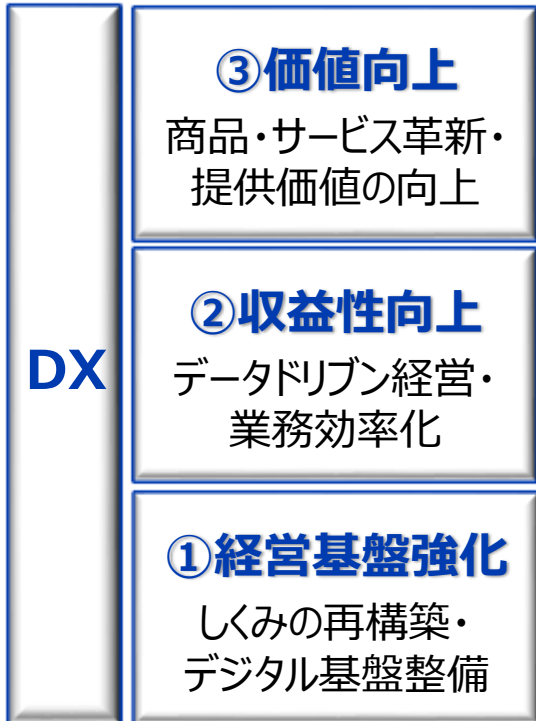 DX
③価値向上
商品・サービス革新・
提供価値の向上
②収益性向上
データドリブン経営・
業務効率化
①経営基盤強化
しくみの再構築・
デジタル基盤整備